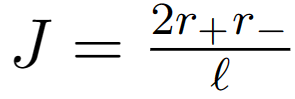 J = \frac{2r_+ r_-}{\ell}